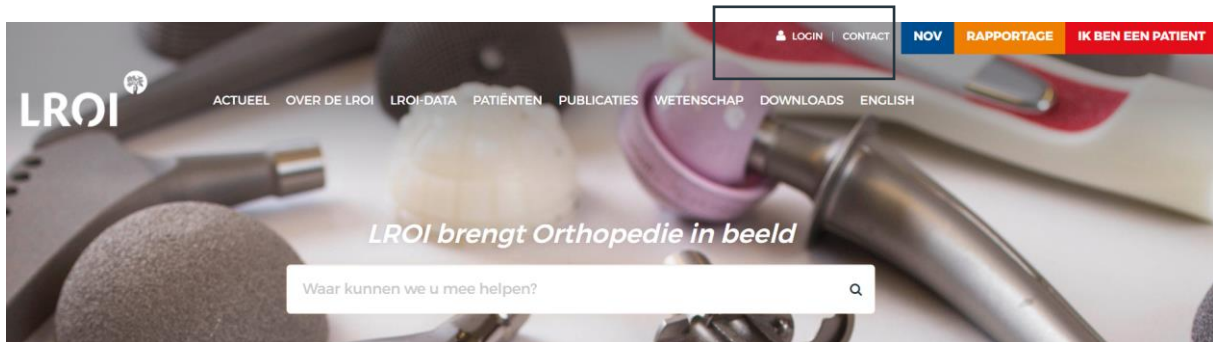 LOGIN | CONTACT NOV RAPPORTAGE IK BEN EEN PATIENT
LROI
ACTUEEL OVER DE LROI LROI-DATA PATIËNTEN PUBLICATIES WETENSCHAP DOWNLOADS ENGLISH
LROI brengt Orthopedie in beeld
Waar kunnen we u mee helpen?